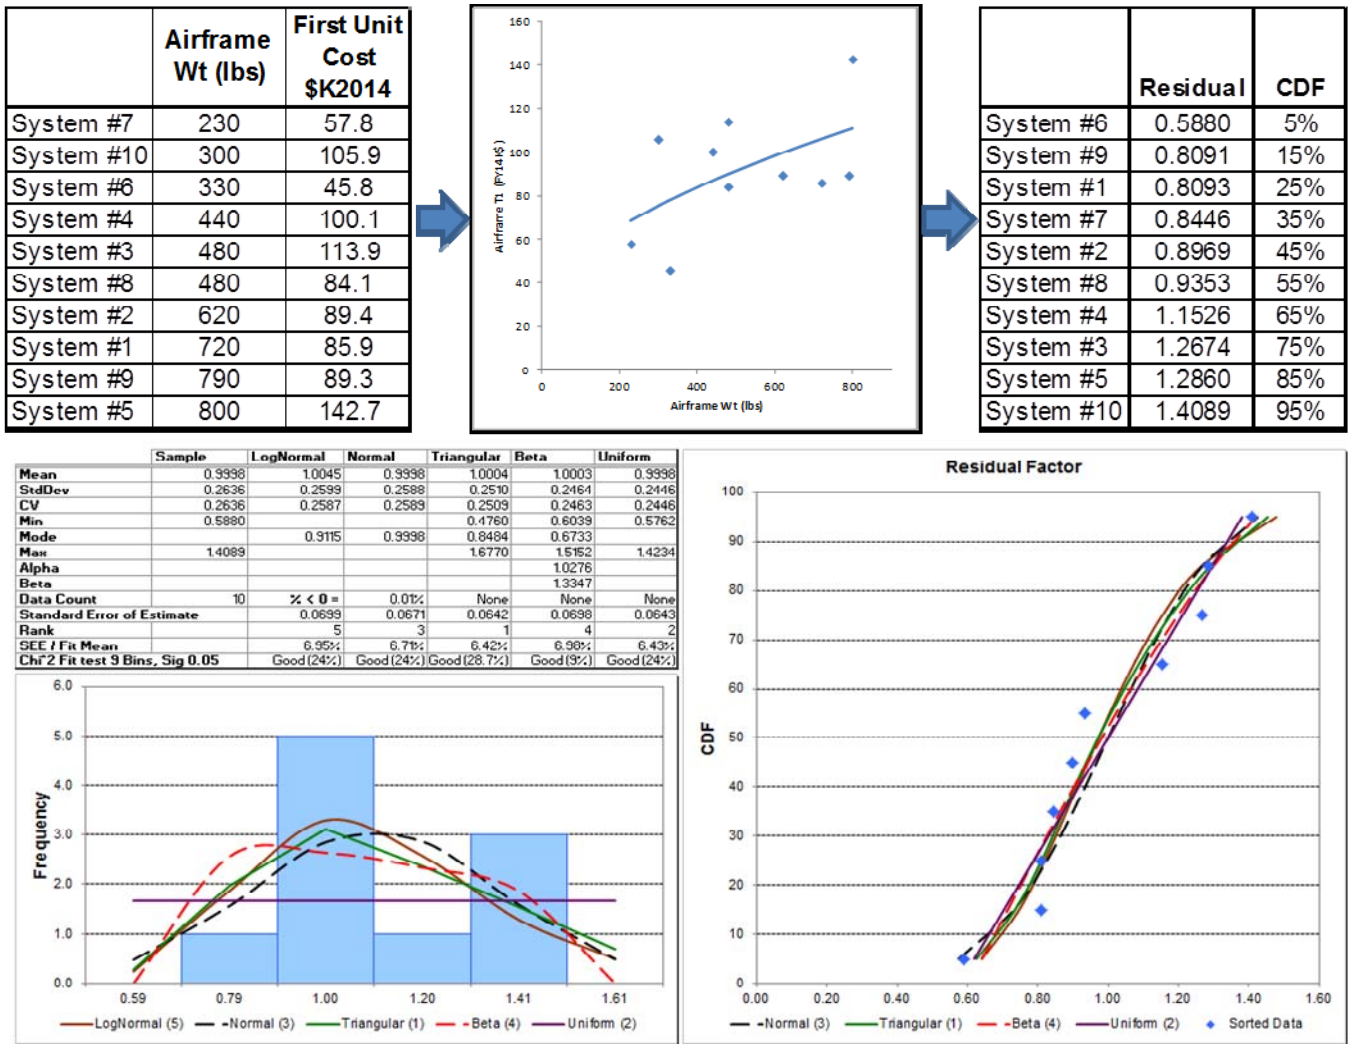 Airframe Wt (lbs) First Unit Cost $K2014
System #7 230 57.8
System #10 300 105.9
System #6 330 45.8
System #4 440 100.1
System #3 480 113.9
System #8 480 84.1
System #2 620 89.4
System #1 720 85.9
System #9 790 89.3
System #5 800 142.7
160
140
120
100
80
60
40
20
0
Airframe T1 (FY14$)
0 200 400 600 800
Airframe Wt (lbs)
Residual CDF
System #6 0.5880 5%
System #9 0.8091 15%
System #1 0.8093 25%
System #7 0.8446 35%
System #2 0.8969 45%
System #8 0.9353 55%
System #4 1.1526 65%
System #3 1.2674 75%
System #5 1.2860 85%
System #10 1.4089 95%
Sample LogNormal Normal Triangular Beta Uniform
Mean 0.9998 1.0045 0.9998 1.0004 1.0003 0.9998
StdDev 0.2636 0.2599 0.2588 0.2510 0.2464 0.2446
CV 0.2636 0.2587 0.2589 0.2509 0.2463 0.2446
Min 0.5880 0.4760 0.6039 0.5762
Mode 0.9115 0.9998 0.8484 0.6733
Max 1.4089 1.6770 1.5152 1.4234
Alpha 1.0276
Beta 1.3347
Data Count 10 % < 0 = 0.01% None None None
Standard Error of Estimate 0.0699 0.0671 0.0642 0.0698 0.0643
Rank 5 3 1 4 2
SEE / Fit Mean 6.95% 6.71% 6.42% 6.98% 6.43%
Chi^2 Fit test 9 Bins, Sig 0.05 Good (24%) Good (24%) Good (28.7%) Good (9%) Good (24%)
6.0
5.0
4.0
3.0
2.0
1.0
0.0
Frequency
0.59 0.79 1.00 1.20 1.41 1.61
LogNormal (5) Normal (3) Triangular (1) Beta (4) Uniform (2)
Residual Factor
100
90
80
70
60
50
40
30
20
10
0
CDF
0.00 0.20 0.40 0.60 0.80 1.00 1.20 1.40 1.60
Normal (3) Triangular (1) Beta (4) Uniform (2) Sorted Data